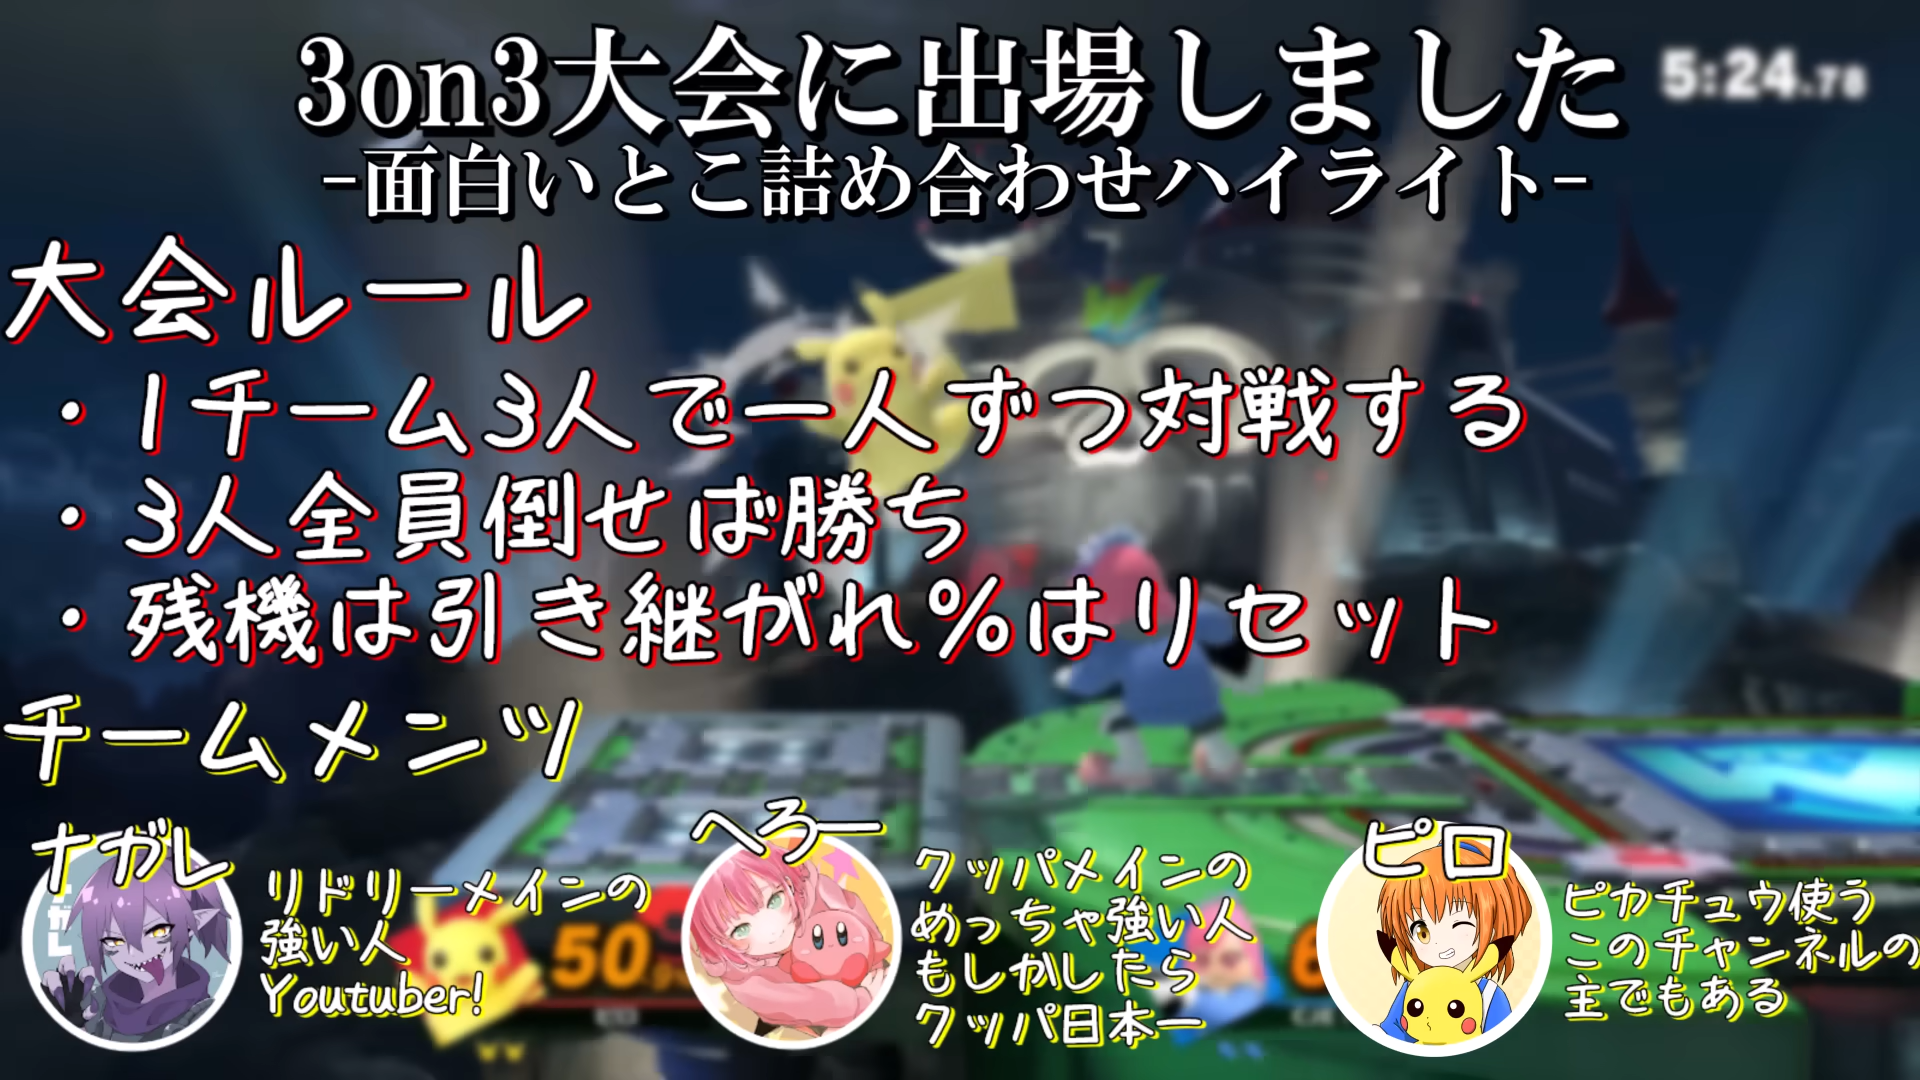 3on3大会に出場しました
5:24.78
-面白いとこ詰め合わせハイライト-
大会ルール
・1チーム3人で一人ずつ対戦する
・3人全員倒せば勝ち
・残機は引き継がれ%はリセット
チームメンツ
ナガレ
リドリーメインの
強い人
Youtuber!
へろー
クッパメインの
めっちゃ強い人
もしかしたら
クッパ日本一
ピロ
ピカチュウ使う
このチャンネルの
主でもある
50